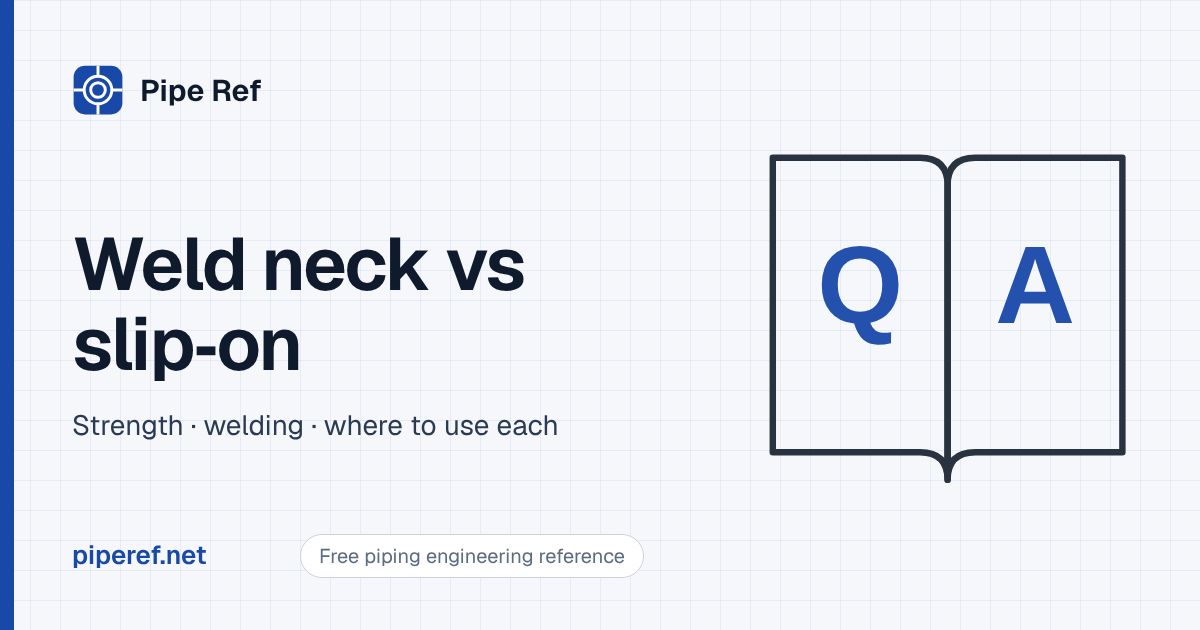 Pipe Ref
Weld neck vs
slip-on
Strength · welding · where to use each
Q A
piperef.net
Free piping engineering reference